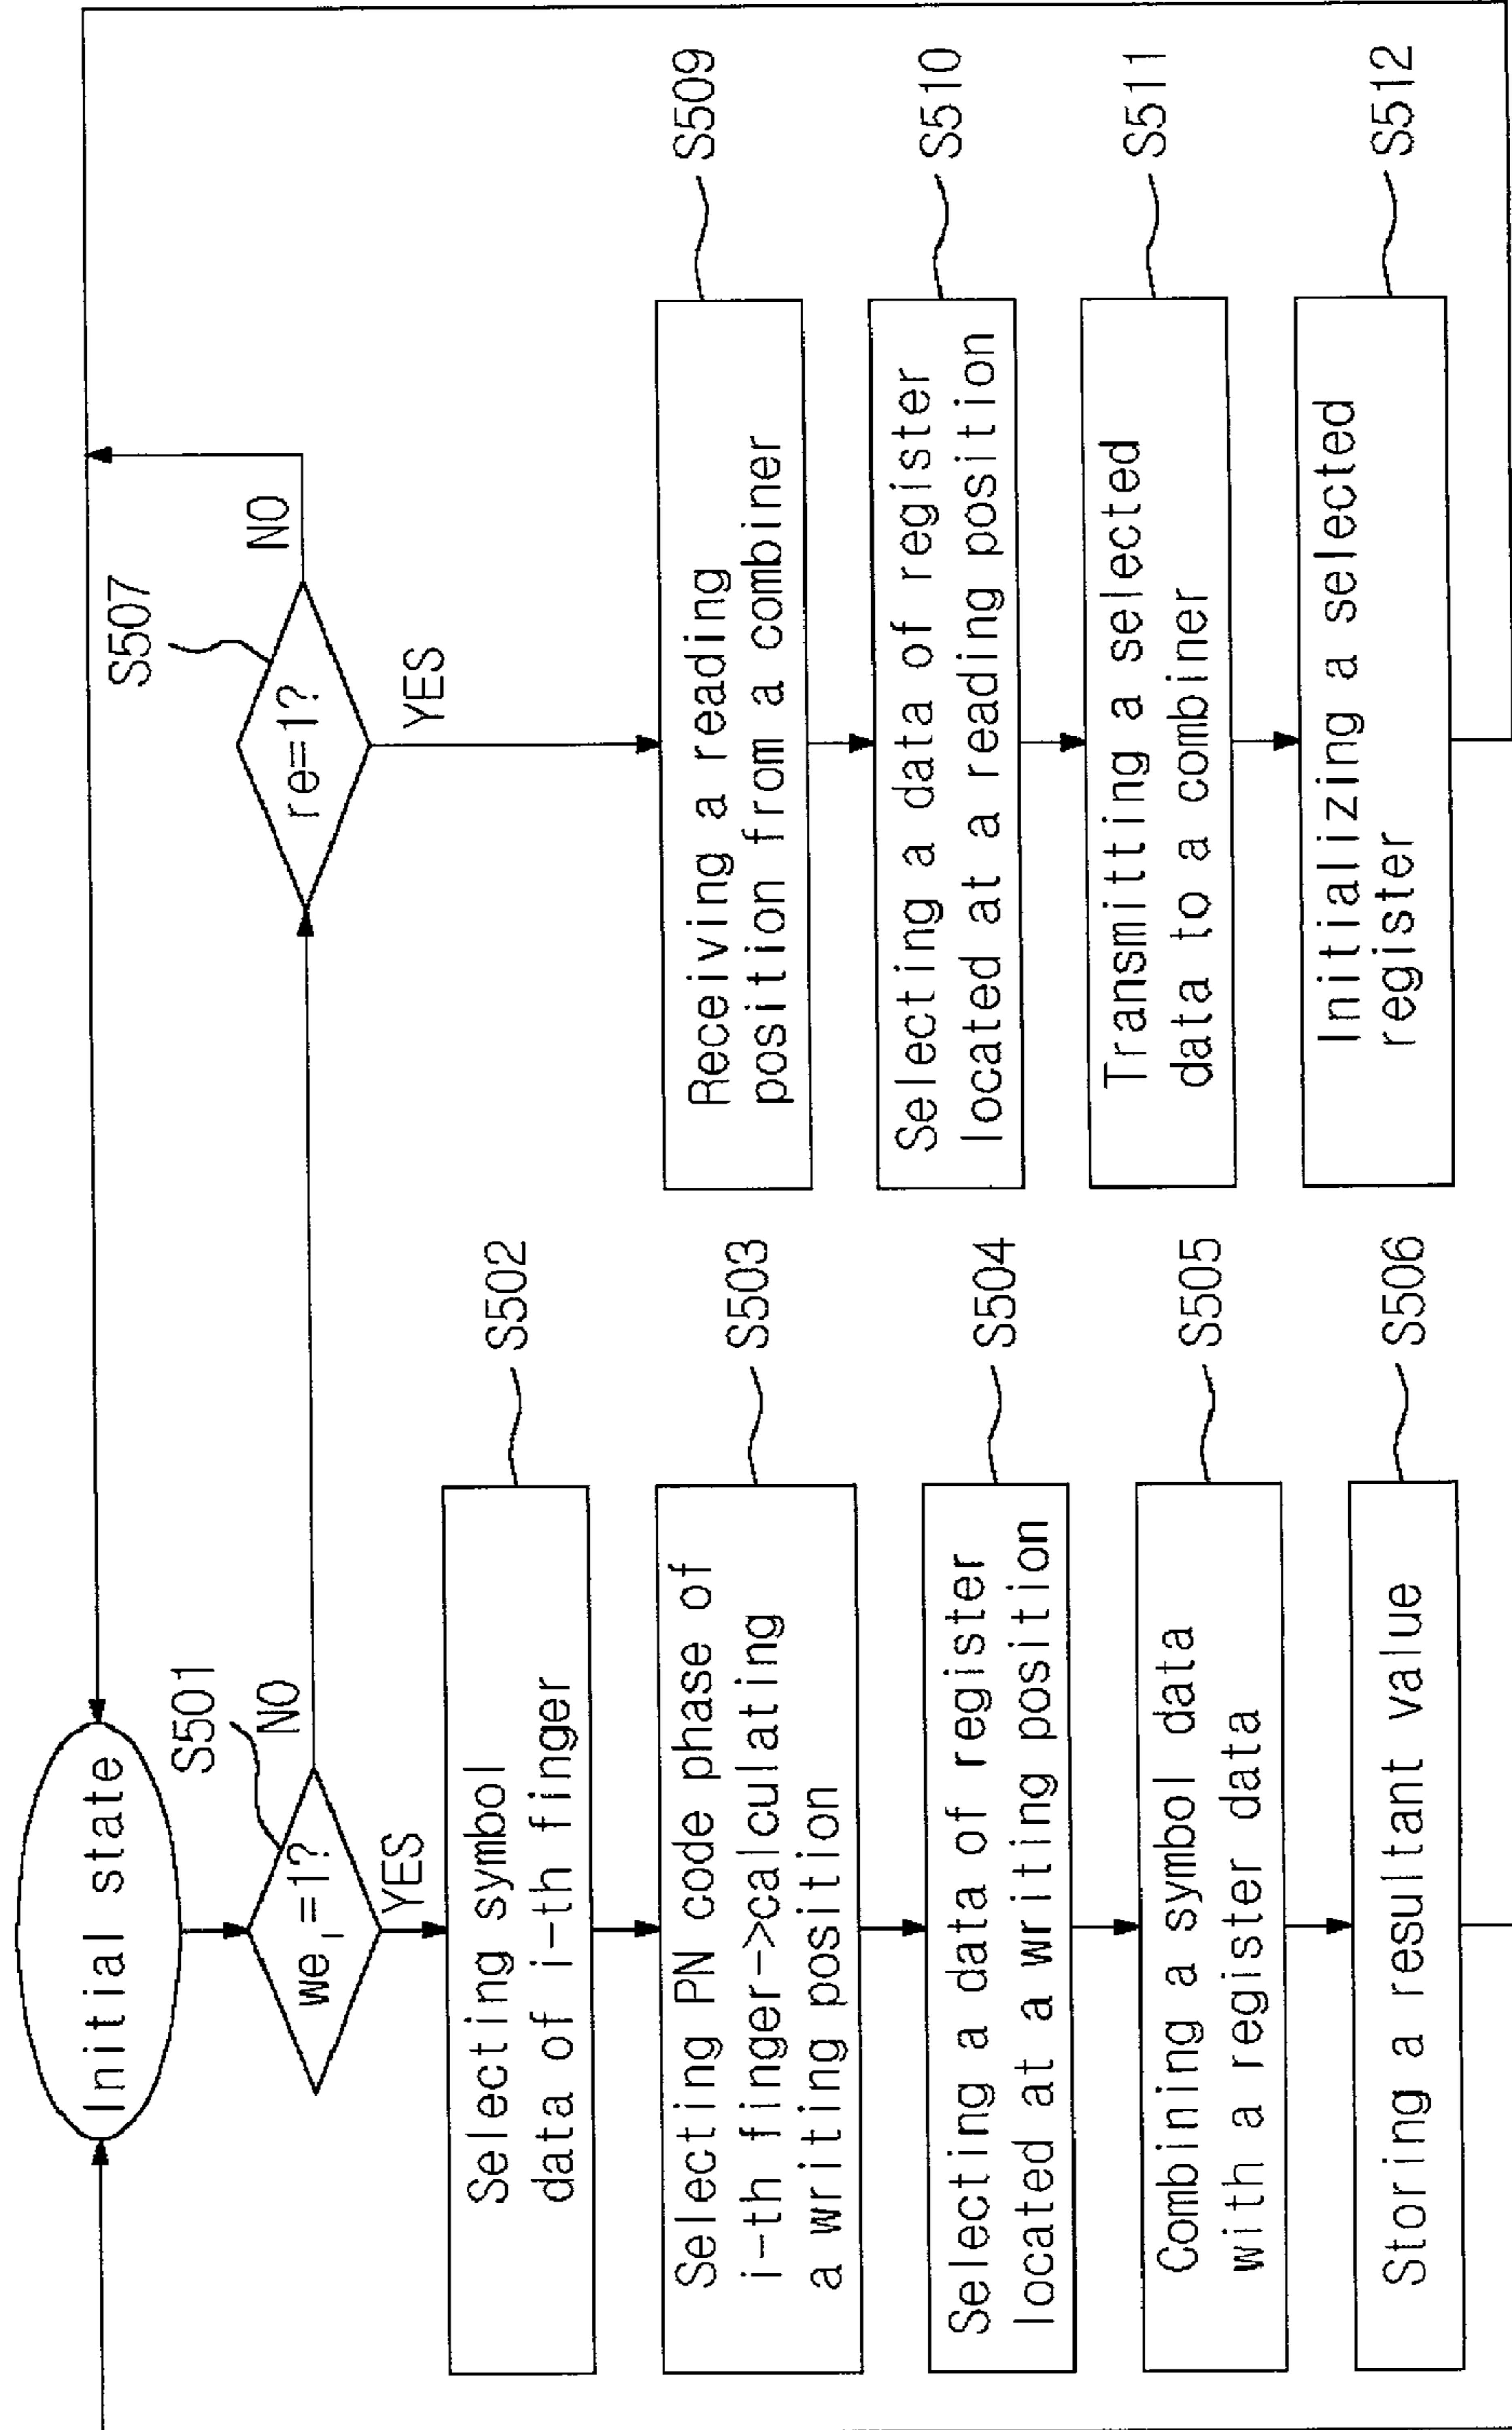 Initial state
S501
we i =1?
NO
YES
Selecting symbol
data of i-th finger
S502
Selecting PN code phase of
i-th finger->calculating
a writing position
S503
Selecting a data of register
located at a writing position
S504
Combining a symbol data
with a register data
S505
Storing a resultant value
S506
S507
re=1?
NO
YES
Receiving a reading
position from a combiner
S509
Selecting a data of register
located at a reading position
S510
Transmitting a selected
data to a combiner
S511
Initializing a selected
register
S512